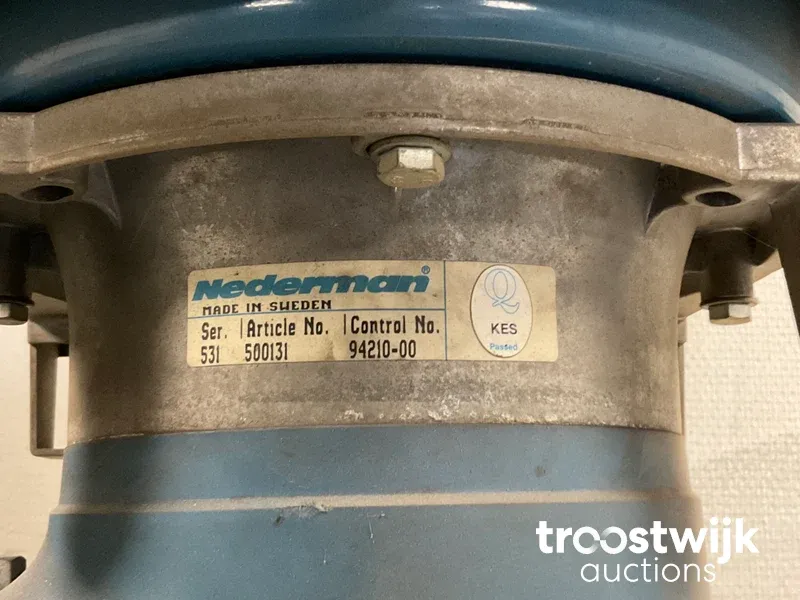 Nederman®
MADE IN SWEDEN
Ser. Article No. Control No.
531 500131 94210-00
Q
KES
Passed
troostwijk
auctions